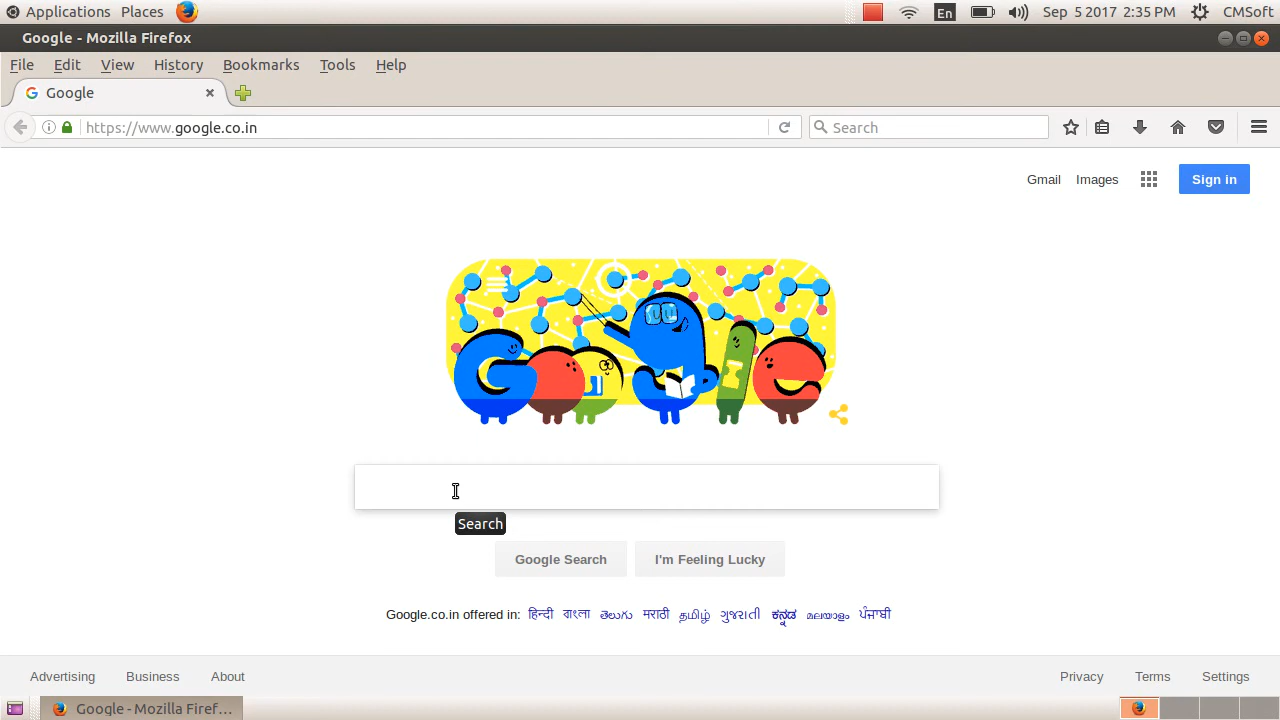 Applications Places En Sep 5 2017 2:35 PM CMSoft
Google - Mozilla Firefox
File Edit View History Bookmarks Tools Help
Google
https://www.google.co.in Search
Gmail Images Sign in
Search
Google Search I'm Feeling Lucky
Google.co.in offered in: हिन्दी বাংলা తెలుగు मराठी தமிழ் ગુજરાતી ಕನ್ನಡ മലയാളം ਪੰਜਾਬੀ
Advertising Business About Privacy Terms Settings
Google - Mozilla Firef...